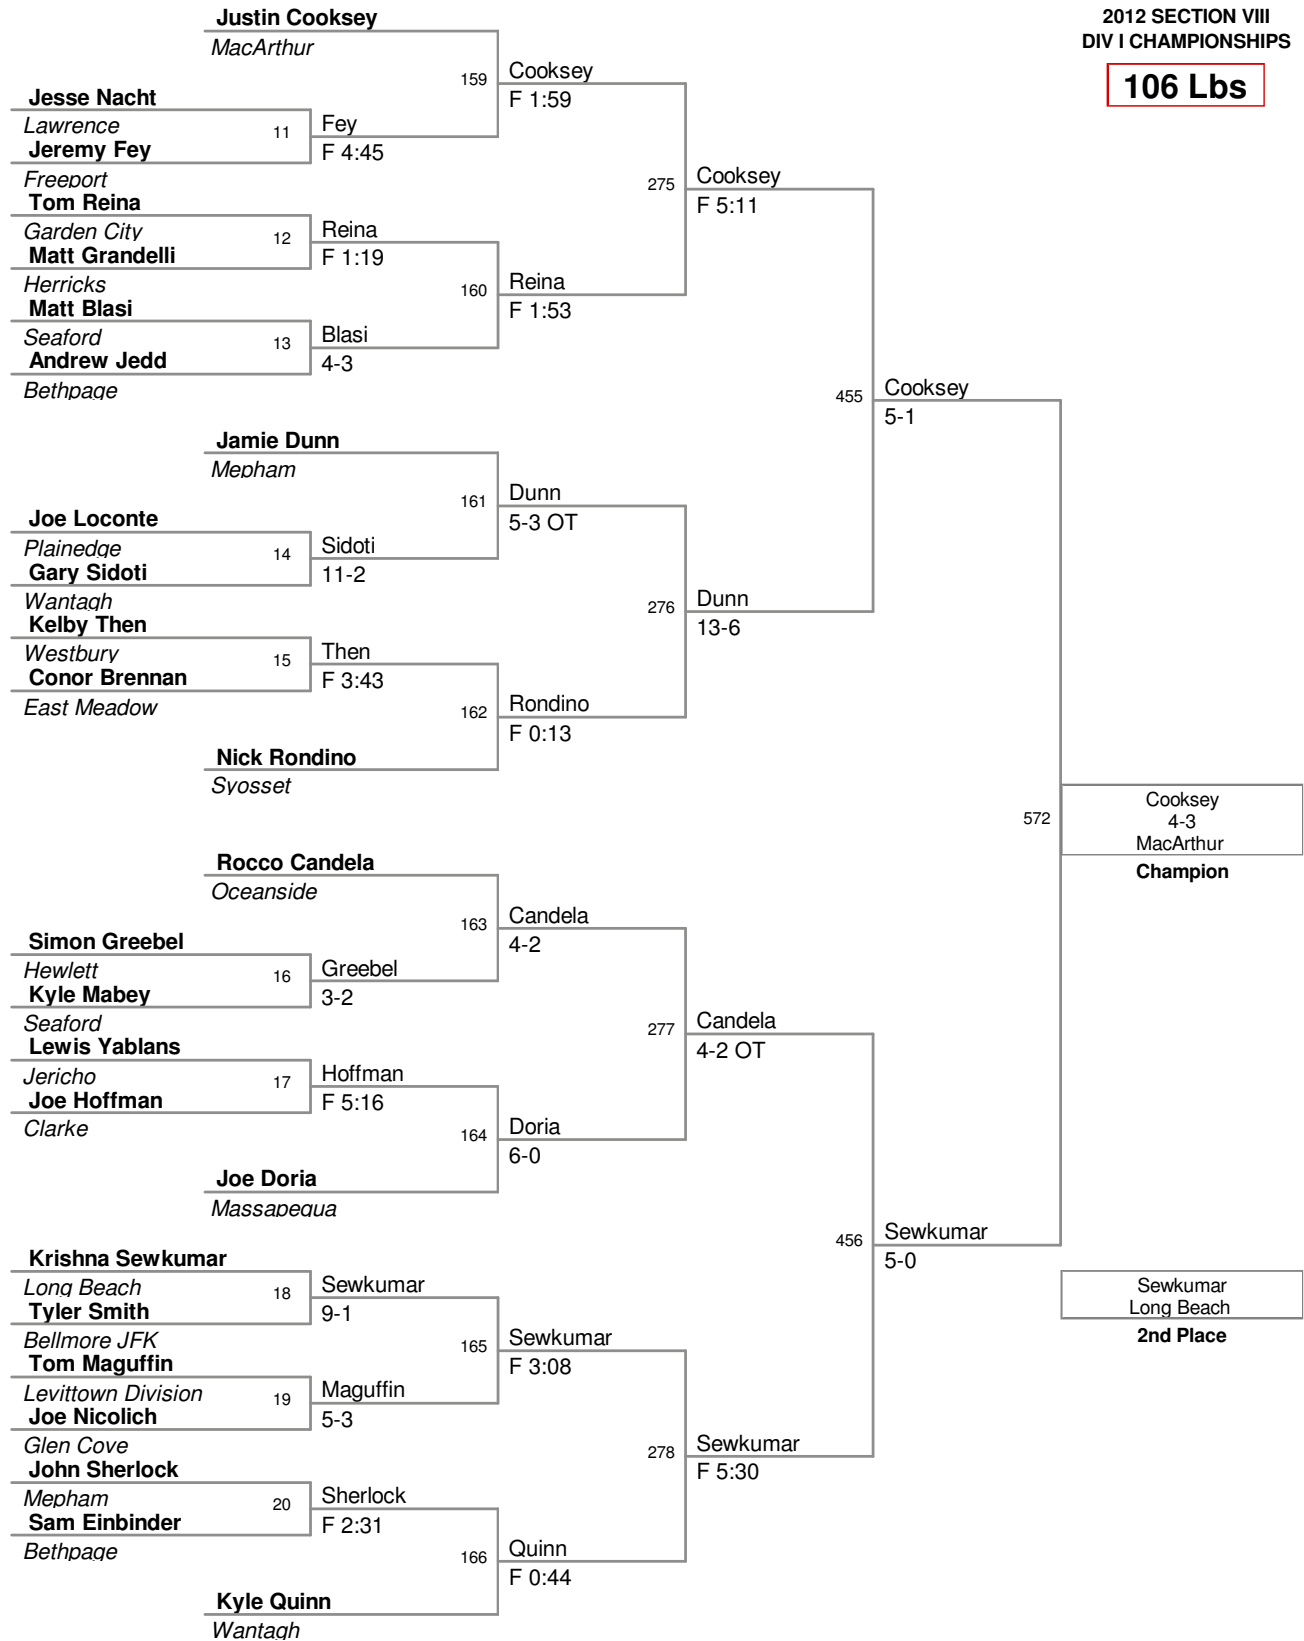 2012 SECTION VIII
DIV I CHAMPIONSHIPS
106 Lbs
Justin Cooksey
MacArthur
159
Cooksey
F 1:59
Jesse Nacht
Lawrence
11
Fey
Jeremy Fey
F 4:45
Freeport
275
Cooksey
F 5:11
Tom Reina
Garden City
12
Reina
Matt Grandelli
F 1:19
Herricks
160
Reina
F 1:53
Matt Blasi
Seaford
13
Blasi
Andrew Jedd
4-3
Bethpage
455
Cooksey
5-1
Jamie Dunn
Mepham
161
Dunn
5-3 OT
Joe Loconte
Plainedge
14
Sidoti
Gary Sidoti
11-2
Wantagh
276
Dunn
13-6
Kelby Then
Westbury
15
Then
Conor Brennan
F 3:43
East Meadow
162
Rondino
F 0:13
Nick Rondino
Syosset
572
Cooksey
4-3
MacArthur
Champion
Rocco Candela
Oceanside
163
Candela
4-2
Simon Greebel
Hewlett
16
Greebel
Kyle Mabey
3-2
Seaford
277
Candela
4-2 OT
Lewis Yablans
Jericho
17
Hoffman
Joe Hoffman
F 5:16
Clarke
164
Doria
6-0
Joe Doria
Massapequa
456
Sewkumar
5-0
Krishna Sewkumar
Long Beach
18
Sewkumar
Tyler Smith
9-1
Bellmore JFK
165
Sewkumar
F 3:08
Tom Maguffin
Levittown Division
19
Maguffin
Joe Nicolich
5-3
Glen Cove
278
Sewkumar
F 5:30
John Sherlock
Mepham
20
Sherlock
Sam Einbinder
F 2:31
Bethpage
166
Quinn
F 0:44
Kyle Quinn
Wantagh
Sewkumar
Long Beach
2nd Place